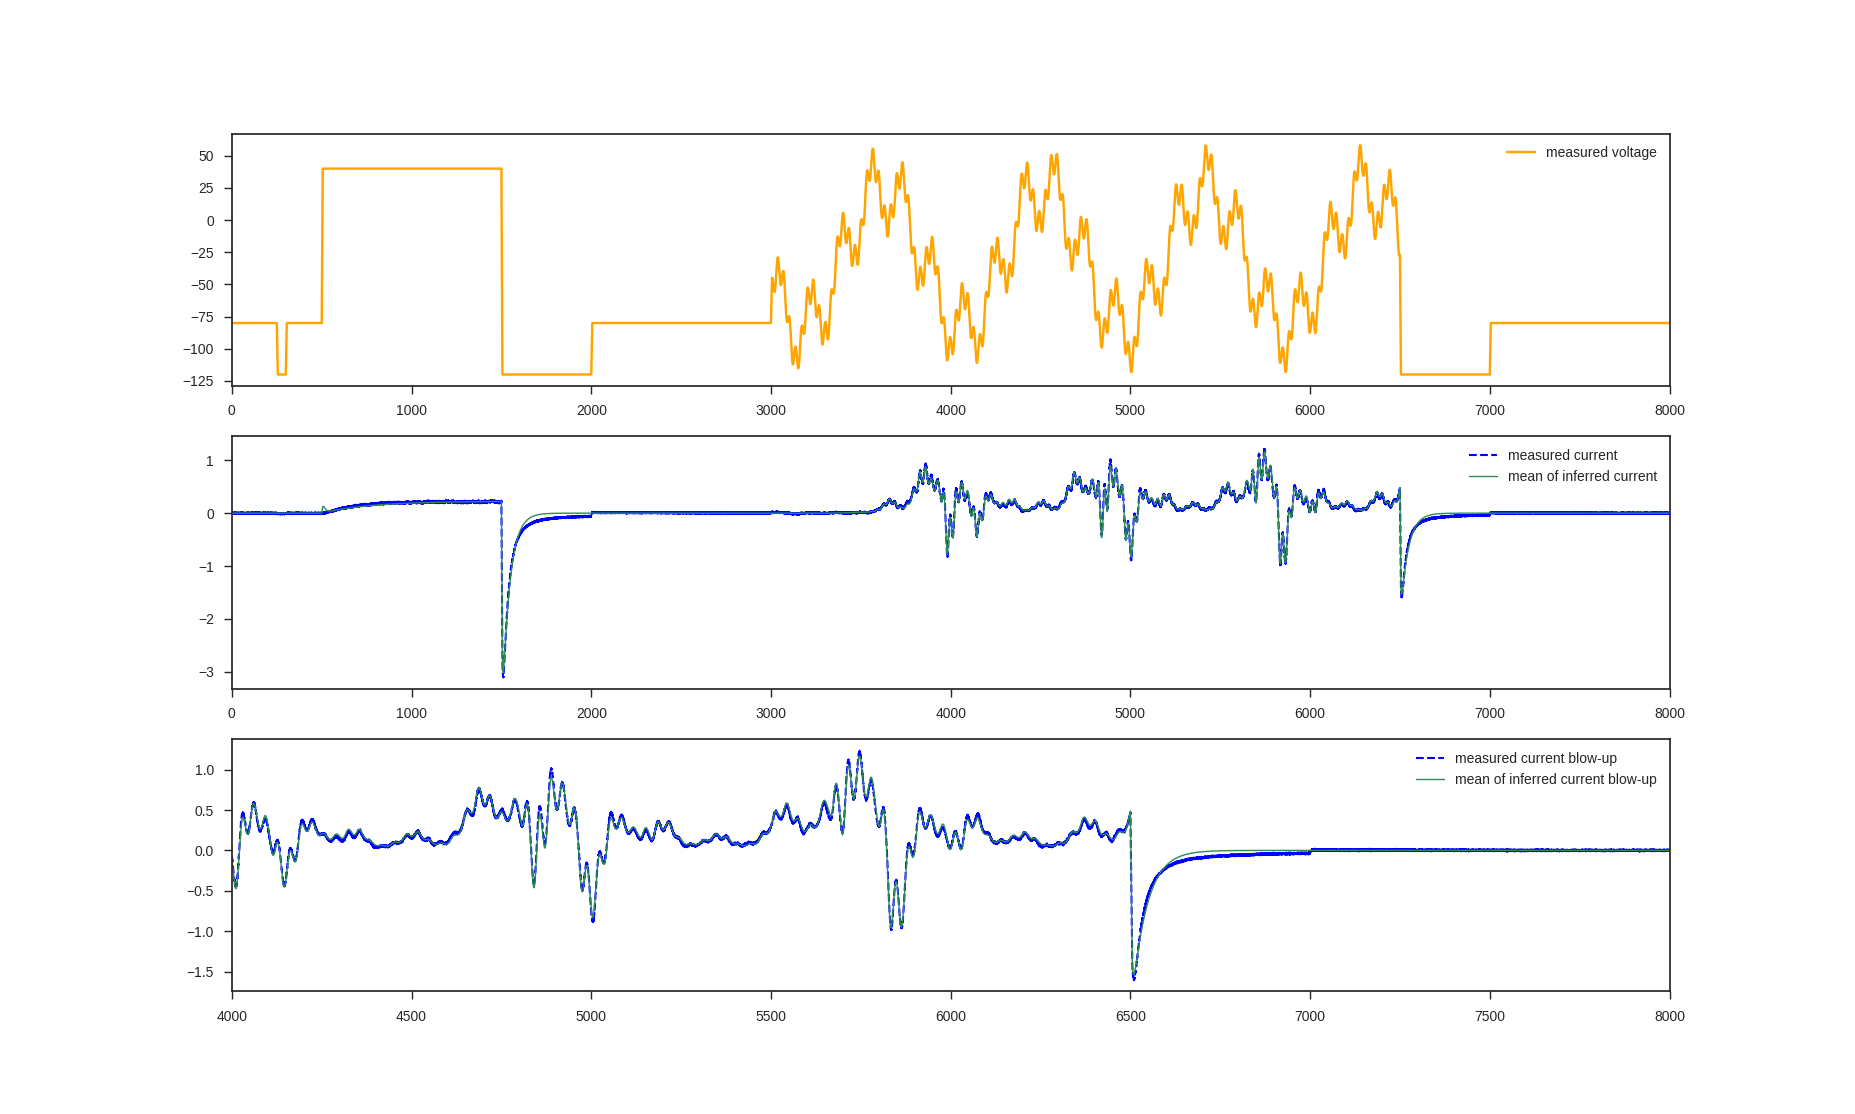 measured voltage
50
25
0
−25
−50
−75
−100
−125
0 1000 2000 3000 4000 5000 6000 7000 8000
measured current
mean of inferred current
1
0
−1
−2
−3
0 1000 2000 3000 4000 5000 6000 7000 8000
measured current blow-up
mean of inferred current blow-up
1.0
0.5
0.0
−0.5
−1.0
−1.5
4000 4500 5000 5500 6000 6500 7000 7500 8000